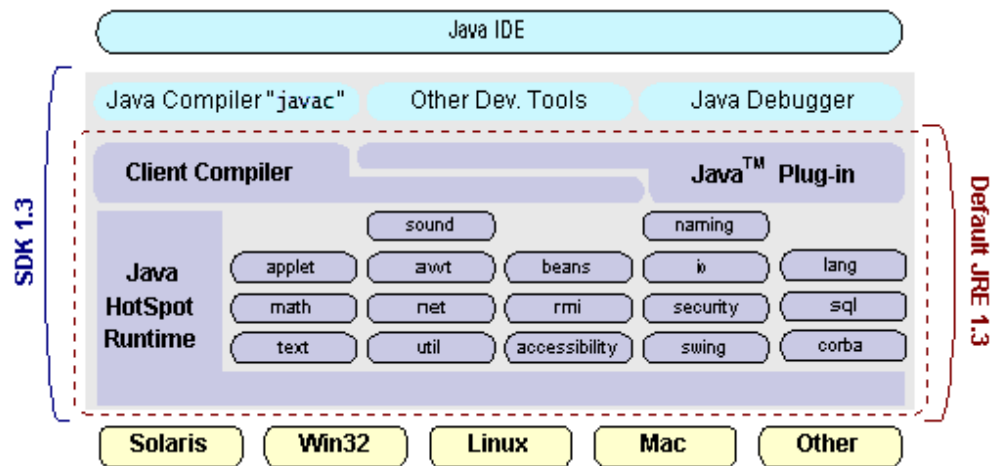 Java IDE
Java Compiler "javac"
Other Dev. Tools
Java Debugger
Client Compiler
Java™ Plug-in
SDK 1.3
Default JRE 1.3
Java
HotSpot
Runtime
sound
naming
applet
awt
beans
io
lang
math
net
rmi
security
sql
text
util
accessibility
swing
corba
Solaris
Win32
Linux
Mac
Other